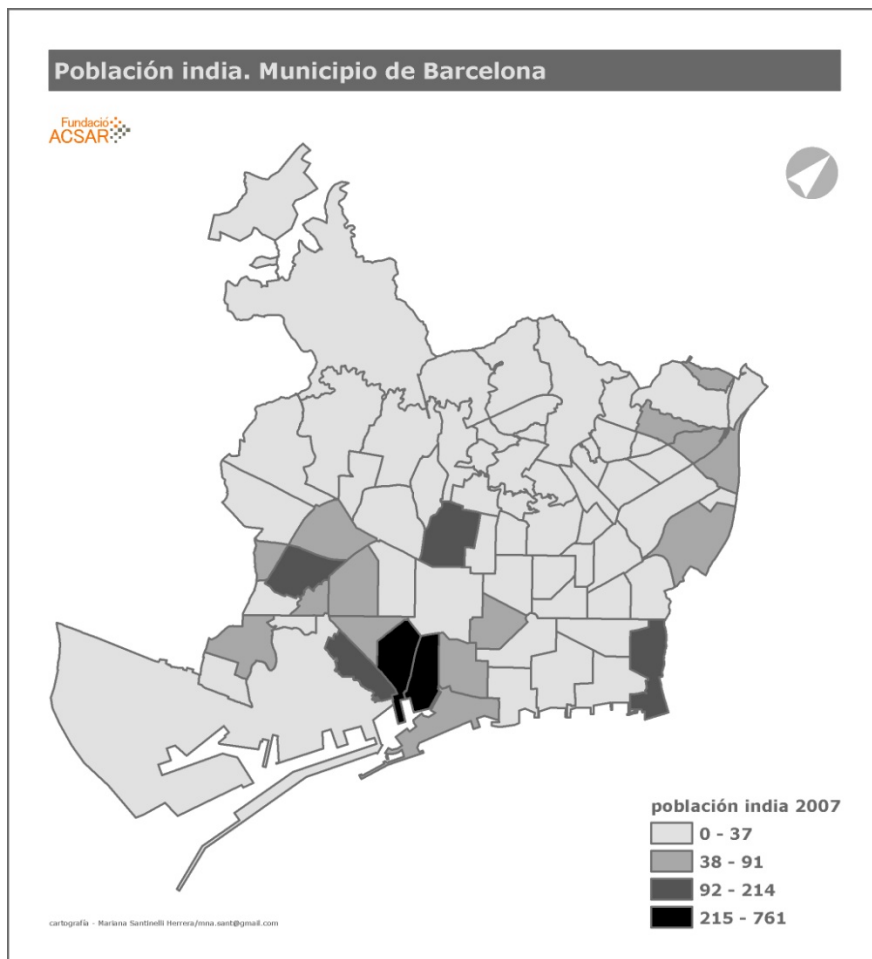 Población india. Municipio de Barcelona
Fundació
ACSAR
población india 2007
0 - 37
38 - 91
92 - 214
215 - 761
cartografía - Mariana Santinelli Herrera/mna.sant@gmail.com